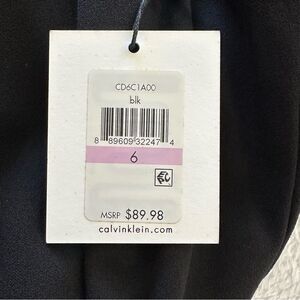 CD6C1A00
blk
8 89609 32247 4
6
MSRP $89.98
calvinklein.com